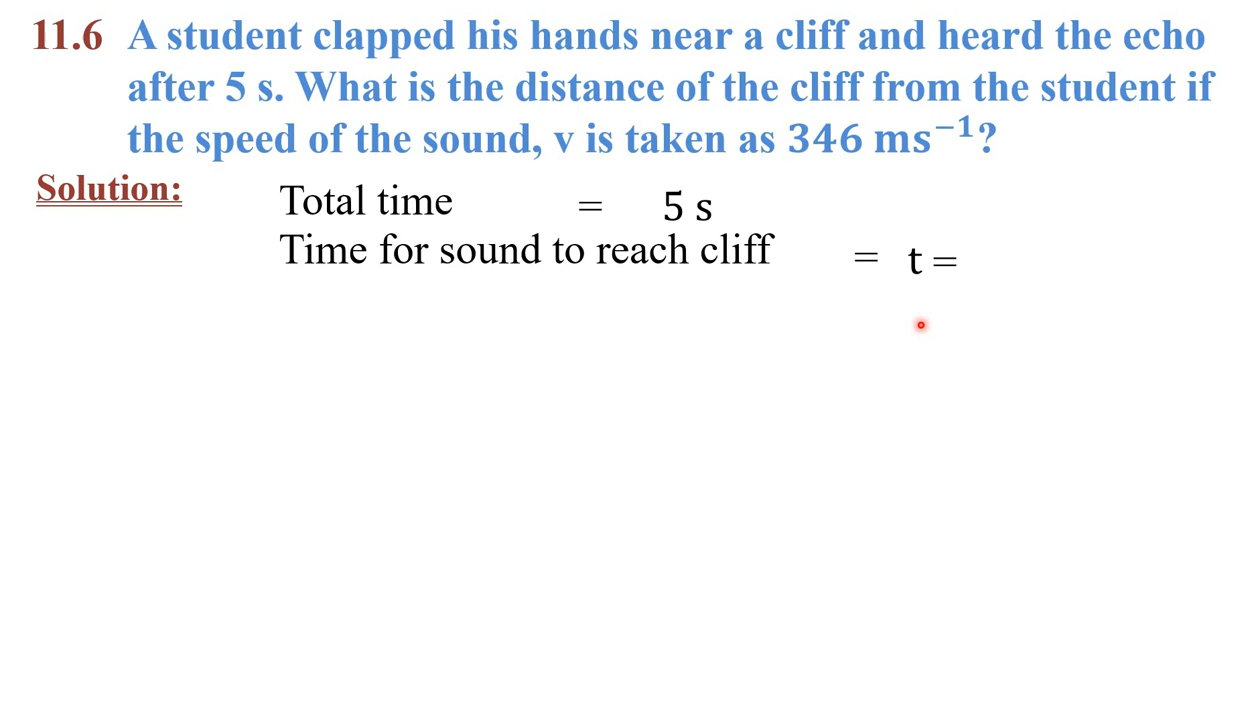 11.6 A student clapped his hands near a cliff and heard the echo
after 5 s. What is the distance of the cliff from the student if
the speed of the sound, v is taken as 346 ms⁻¹?
Solution:
Total time = 5 s
Time for sound to reach cliff = t =